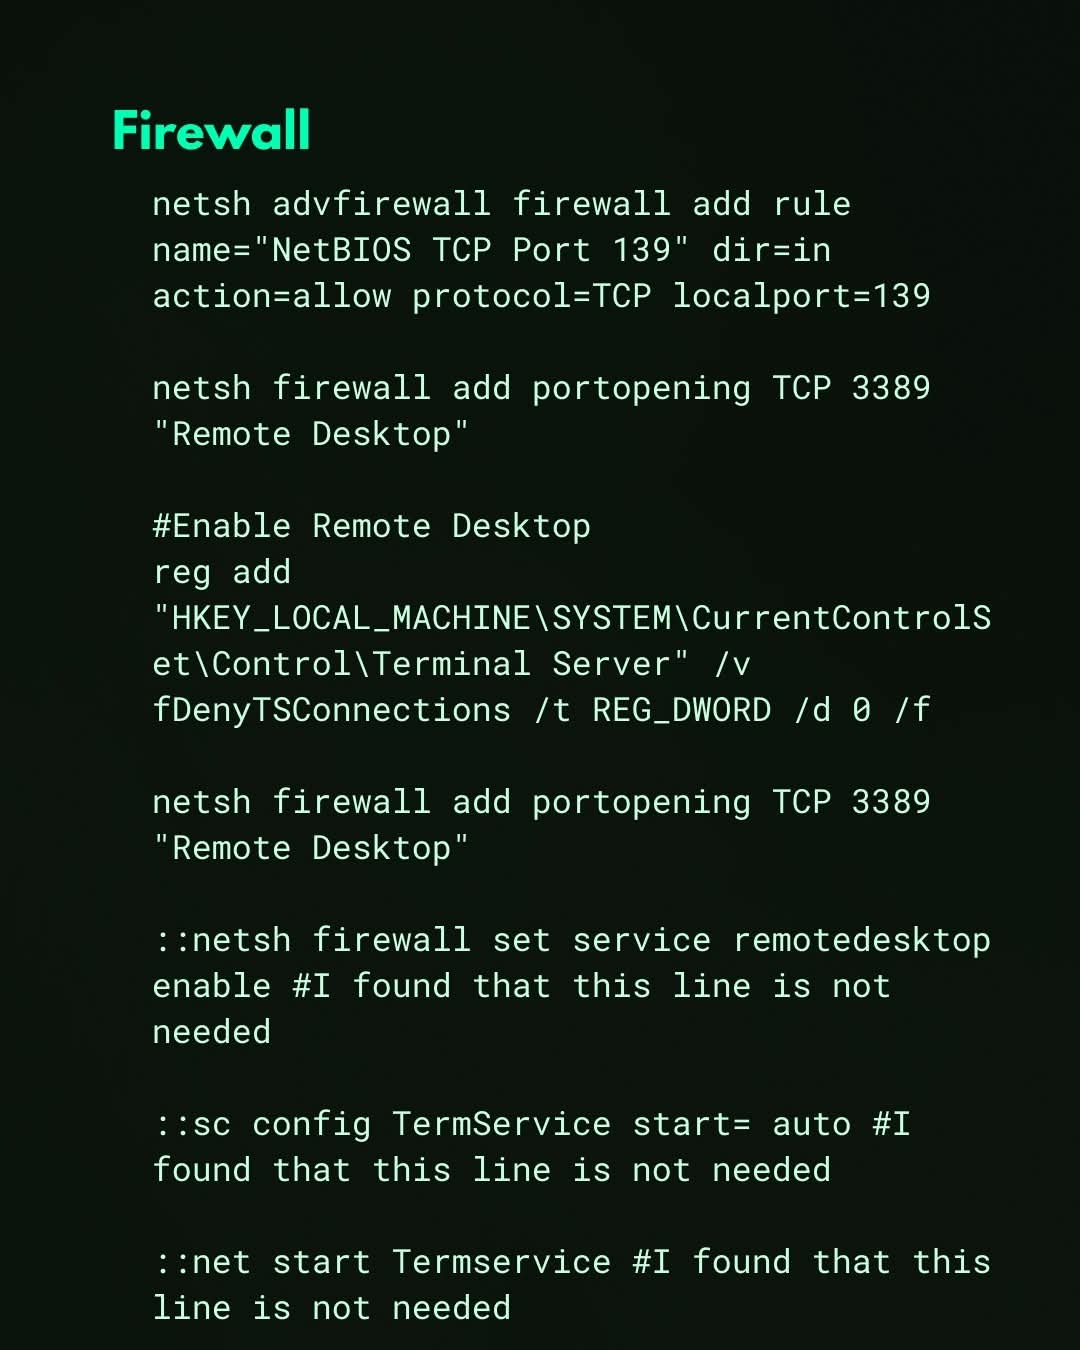 Firewall
netsh advfirewall firewall add rule
name="NetBIOS TCP Port 139" dir=in
action=allow protocol=TCP localport=139
netsh firewall add portopening TCP 3389
"Remote Desktop"
#Enable Remote Desktop
reg add
"HKEY_LOCAL_MACHINE\SYSTEM\CurrentControlS
et\Control\Terminal Server" /v
fDenyTSConnections /t REG_DWORD /d 0 /f
netsh firewall add portopening TCP 3389
"Remote Desktop"
::netsh firewall set service remotedesktop
enable #I found that this line is not
needed
::sc config TermService start= auto #I
found that this line is not needed
::net start Termservice #I found that this
line is not needed